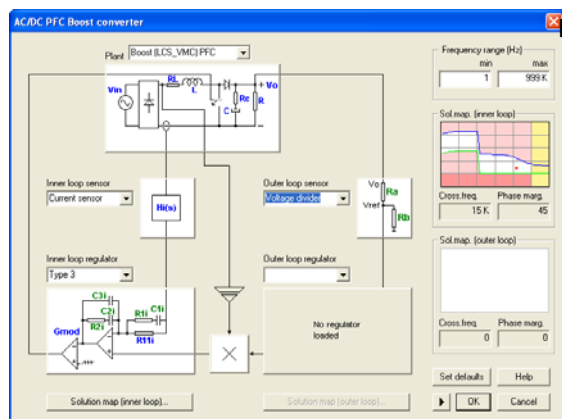 AC/DC PFC Boost converter
Plant Boost (LCS_VMC) PFC
Vin
RL
L
+ Vo
Rc
R
C
-
Inner loop sensor
Current sensor
Hi(s)
Outer loop sensor
Voltage divider
Vo
Ra
Vref
Rb
Inner loop regulator
Type 3
C3i
C2i
R2i
Gmod
R1i
C1i
R11i
Outer loop regulator
No regulator
loaded
Solution map (inner loop)...
Solution map (outer loop)...
Frequency range (Hz)
min max
1 999 K
Sol.map. (inner loop)
Cross.freq. Phase marg.
15 K 45
Sol.map. (outer loop)
Cross.freq. Phase marg.
0 0
Set defaults Help
OK Cancel